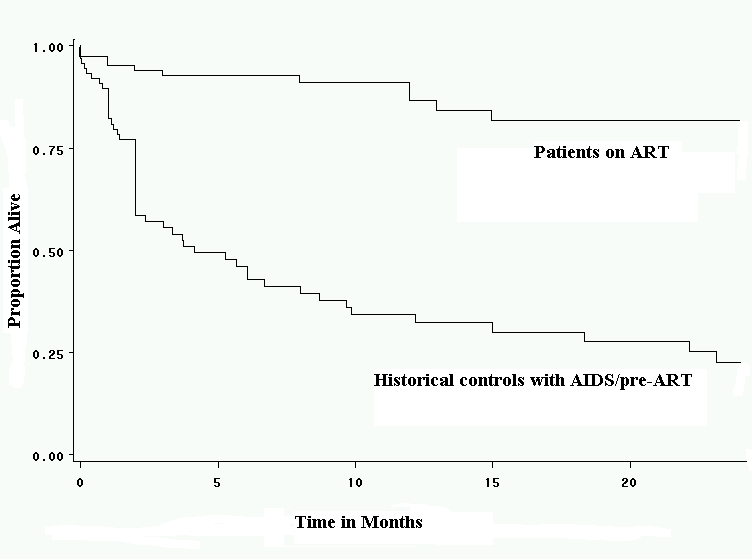 1.00
0.75
0.50
0.25
0.00
Proportion Alive
Patients on ART
Historical controls with AIDS/pre-ART
0 5 10 15 20
Time in Months